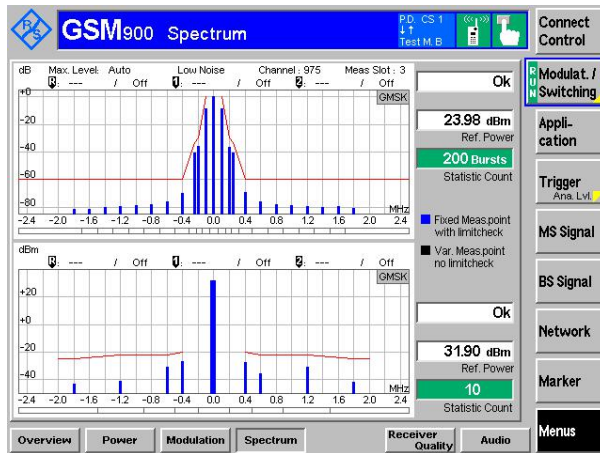 R S
GSM900 Spectrum
P.D. CS 1
Test M. B
Connect
Control
dB Max. Level: Auto Low Noise Channel : 975 Meas Slot : 3
R: --- / Off 1: --- / Off 2: --- / Off
GMSK
+0
-20
-40
-60
-80
MHz
-2.4 -2.0 -1.6 -1.2 -0.8 -0.4 0.0 0.4 0.8 1.2 1.6 2.0 2.4
Ok
23.98 dBm
Ref. Power
200 Bursts
Statistic Count
Fixed Meas.point
with limitcheck
Var. Meas.point
no limitcheck
dBm
R: --- / Off 1: --- / Off 2: --- / Off
GMSK
+20
+0
-20
-40
MHz
-2.4 -2.0 -1.6 -1.2 -0.8 -0.4 0.0 0.4 0.8 1.2 1.6 2.0 2.4
Ok
31.90 dBm
Ref. Power
10
Statistic Count
RUN
Modulat. /
Switching
Appli-
cation
Trigger
Ana. Lvl.
MS Signal
BS Signal
Network
Marker
Menus
Overview
Power
Modulation
Spectrum
Receiver
Quality
Audio